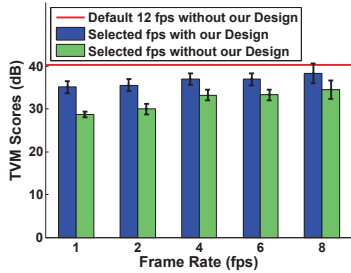 Default 12 fps without our Design
Selected fps with our Design
Selected fps without our Design
TVM Scores (dB)
40
30
20
10
0
1 2 4 6 8
Frame Rate (fps)